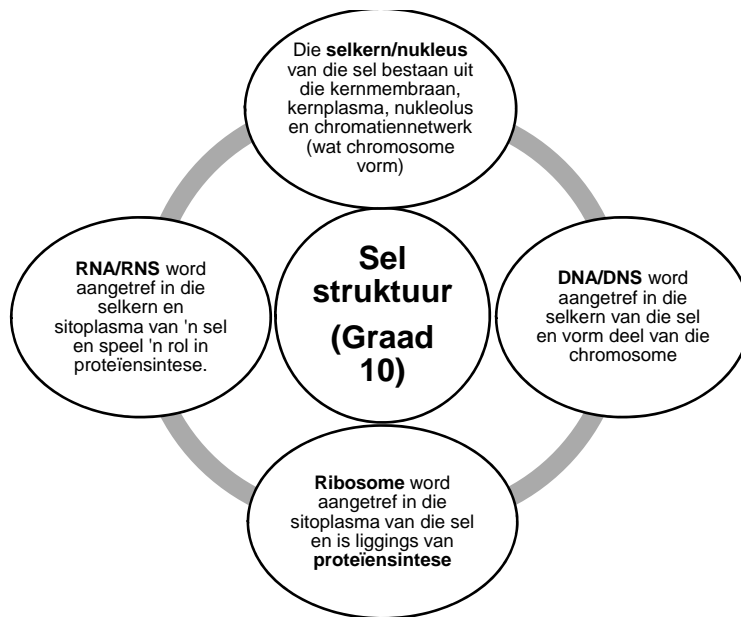 Die selkern/nukleus
van die sel bestaan uit
die kernmembraan,
kernplasma, nukleolus
en chromatiennetwerk
(wat chromosome
vorm)
RNA/RNS word
aangetref in die
selkern en
sitoplasma van 'n sel
en speel 'n rol in
proteïensintese.
Sel
struktuur
(Graad
10)
DNA/DNS word
aangetref in die
selkern van die sel
en vorm deel van die
chromosome
Ribosome word
aangetref in die
sitoplasma van die sel
en is liggings van
proteïensintese